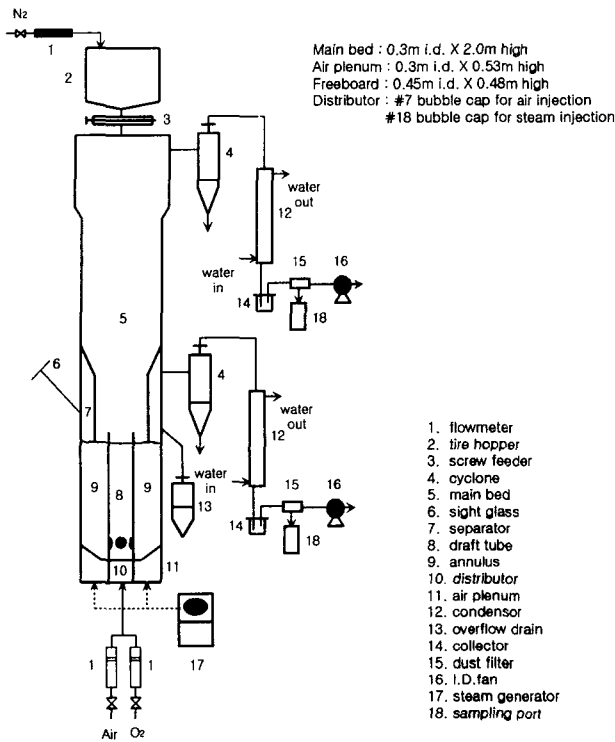 N2
1
2
3
Main bed : 0.3m i.d. X 2.0m high
Air plenum : 0.3m i.d. X 0.53m high
Freeboard : 0.45m i.d. X 0.48m high
Distributor : #7 bubble cap for air injection
#18 bubble cap for steam injection
4
water
out
12
water
in
15
16
14
18
5
6
7
4
water
out
12
9
8
9
water
in
13
15
16
14
18
10
11
17
1
1
Air
O2
1. flowmeter
2. tire hopper
3. screw feeder
4. cyclone
5. main bed
6. sight glass
7. separator
8. draft tube
9. annulus
10. distributor
11. air plenum
12. condensor
13. overflow drain
14. collector
15. dust filter
16. I.D.fan
17. steam generator
18. sampling port